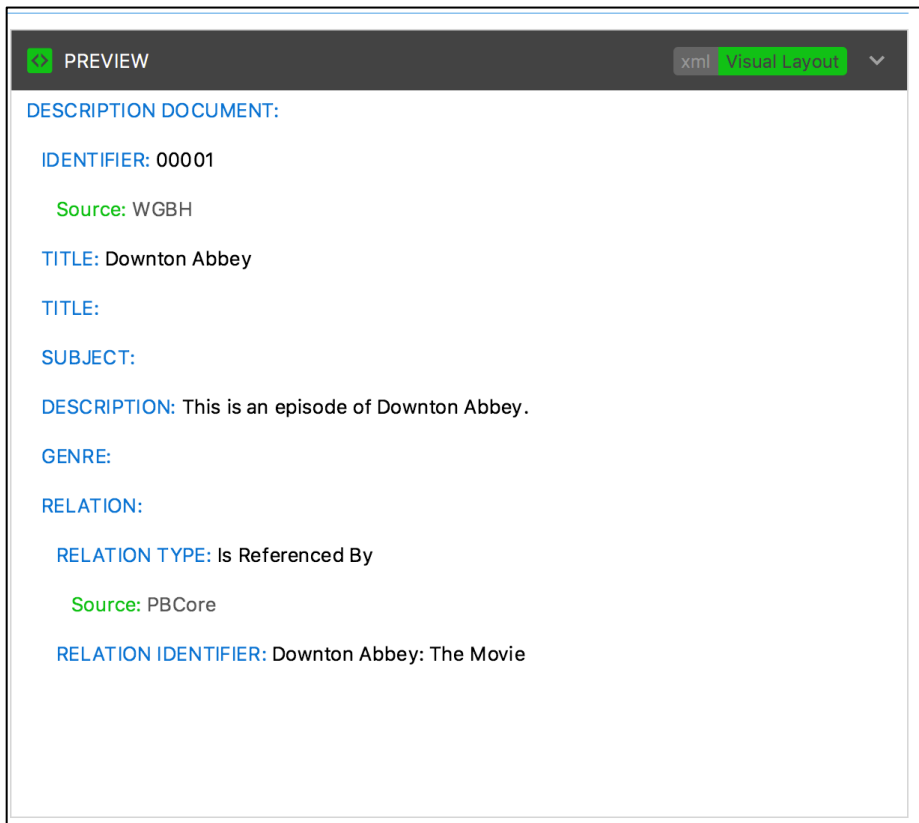 PREVIEW xml Visual Layout
DESCRIPTION DOCUMENT:
IDENTIFIER: 00001
Source: WGBH
TITLE: Downton Abbey
TITLE:
SUBJECT:
DESCRIPTION: This is an episode of Downton Abbey.
GENRE:
RELATION:
RELATION TYPE: Is Referenced By
Source: PBCore
RELATION IDENTIFIER: Downton Abbey: The Movie